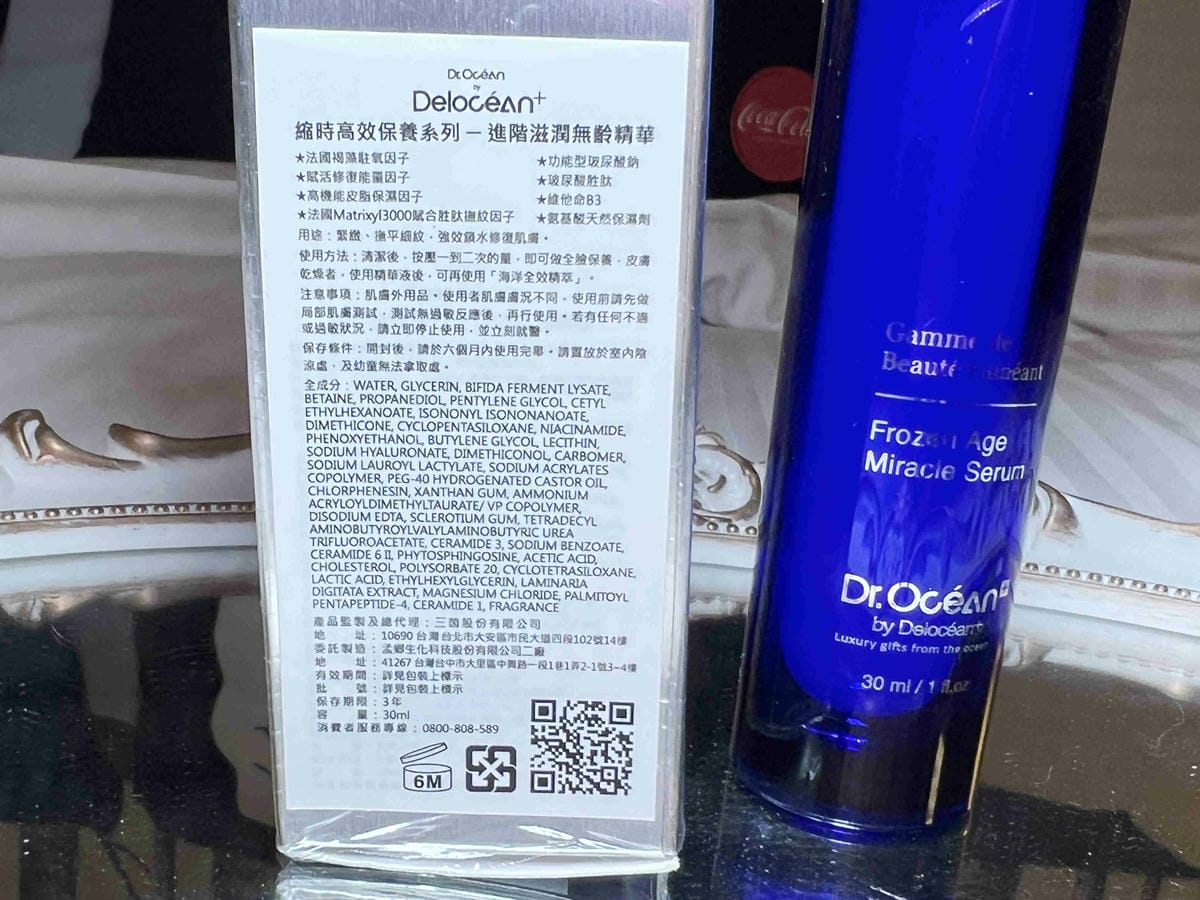 Dr.Océan
by
Delocéan+
縮時高效保養系列－進階滋潤無齡精華
★法國褐藻駐氧因子
★賦活修復能量因子
★高機能皮脂保濕因子
★法國Matrixyl3000賦合胜肽撫紋因子
★功能型玻尿酸鈉
★玻尿酸胜肽
★維他命B3
★氨基酸天然保濕劑
用途：緊緻、撫平細紋，強效鎖水修復肌膚。
使用方法：清潔後，按壓一到二次的量，即可做全臉保養，皮膚
乾燥者，使用精華液後，可再使用「海洋全效精萃」。
注意事項：肌膚外用品。使用者肌膚膚況不同，使用前請先做
局部肌膚測試，測試無過敏反應後，再行使用。若有任何不適
或過敏狀況，請立即停止使用，並立刻就醫。
保存條件：開封後，請於六個月內使用完畢。請置放於室內陰
涼處，及幼童無法拿取處。
全成分：WATER, GLYCERIN, BIFIDA FERMENT LYSATE,
BETAINE, PROPANEDIOL, PENTYLENE GLYCOL, CETYL
ETHYLHEXANOATE, ISONONYL ISONONANOATE,
DIMETHICONE, CYCLOPENTASILOXANE, NIACINAMIDE,
PHENOXYETHANOL, BUTYLENE GLYCOL, LECITHIN,
SODIUM HYALURONATE, DIMETHICONOL, CARBOMER,
SODIUM LAUROYL LACTYLATE, SODIUM ACRYLATES
COPOLYMER, PEG-40 HYDROGENATED CASTOR OIL,
CHLORPHENESIN, XANTHAN GUM, AMMONIUM
ACRYLOYLDIMETHYLTAURATE/ VP COPOLYMER,
DISODIUM EDTA, SCLEROTIUM GUM, TETRADECYL
AMINOBUTYROYLVALYLAMINOBUTYRIC UREA
TRIFLUOROACETATE, CERAMIDE 3, SODIUM BENZOATE,
CERAMIDE 6 II, PHYTOSPHINGOSINE, ACETIC ACID,
CHOLESTEROL, POLYSORBATE 20, CYCLOTETRASILOXANE,
LACTIC ACID, ETHYLHEXYLGLYCERIN, LAMINARIA
DIGITATA EXTRACT, MAGNESIUM CHLORIDE, PALMITOYL
PENTAPEPTIDE-4, CERAMIDE 1, FRAGRANCE
產品監製及總代理：三茵股份有限公司
地　　址：10690 台灣台北市大安區市民大道四段102號14樓
委託製造：孟鄉生化科技股份有限公司二廠
地　　址：41267 台灣台中市大里區中興路一段1巷1弄2-1號3~4樓
有效期間：詳見包裝上標示
批　　號：詳見包裝上標示
保存期限：3年
容　　量：30ml
消費者服務專線：0800-808-589
6M
Coca-Cola
Gamme de
Beauté
Frozen Age
Miracle Serum
Dr.Océan+
by Delocéan+
Luxury gifts from the ocean
30 ml / 1 fl.oz